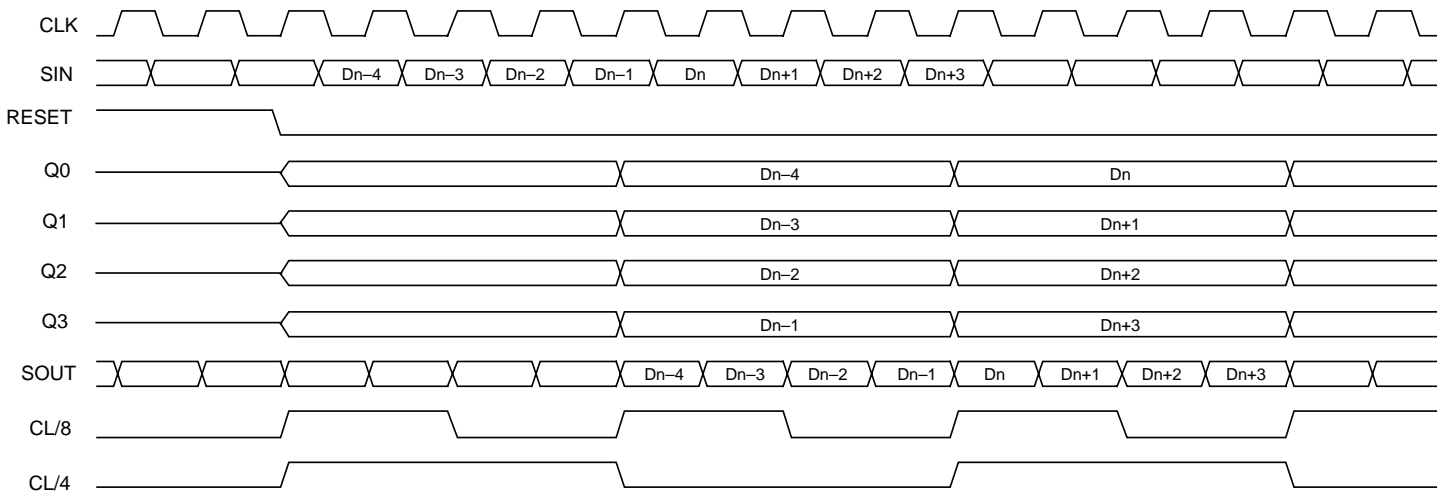 CLK
SIN Dn–4 Dn–3 Dn–2 Dn–1 Dn Dn+1 Dn+2 Dn+3
RESET
Q0 Dn–4 Dn
Q1 Dn–3 Dn+1
Q2 Dn–2 Dn+2
Q3 Dn–1 Dn+3
SOUT Dn–4 Dn–3 Dn–2 Dn–1 Dn Dn+1 Dn+2 Dn+3
CL/8
CL/4